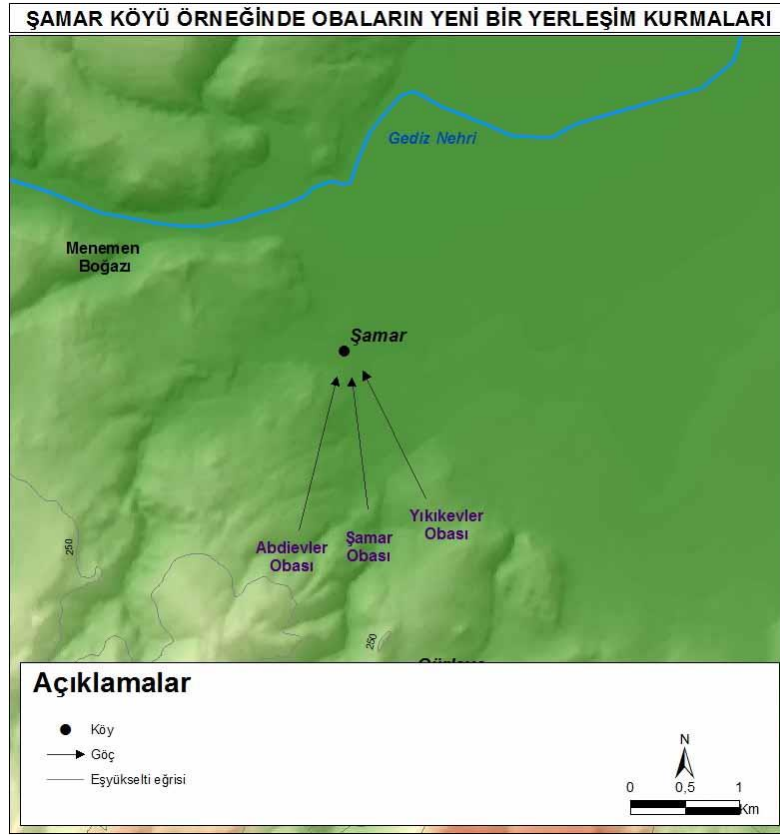 ŞAMAR KÖYÜ ÖRNEĞİNDE OBALARIN YENİ BİR YERLEŞİM KURMALARI
Gediz Nehri
Menemen
Boğazı
Şamar
Yıkıkevler
Obası
Şamar
Obası
Abdievler
Obası
250
250
Açıklamalar
Köy
Göç
Eşyükselti eğrisi
N
0 0,5 1
Km